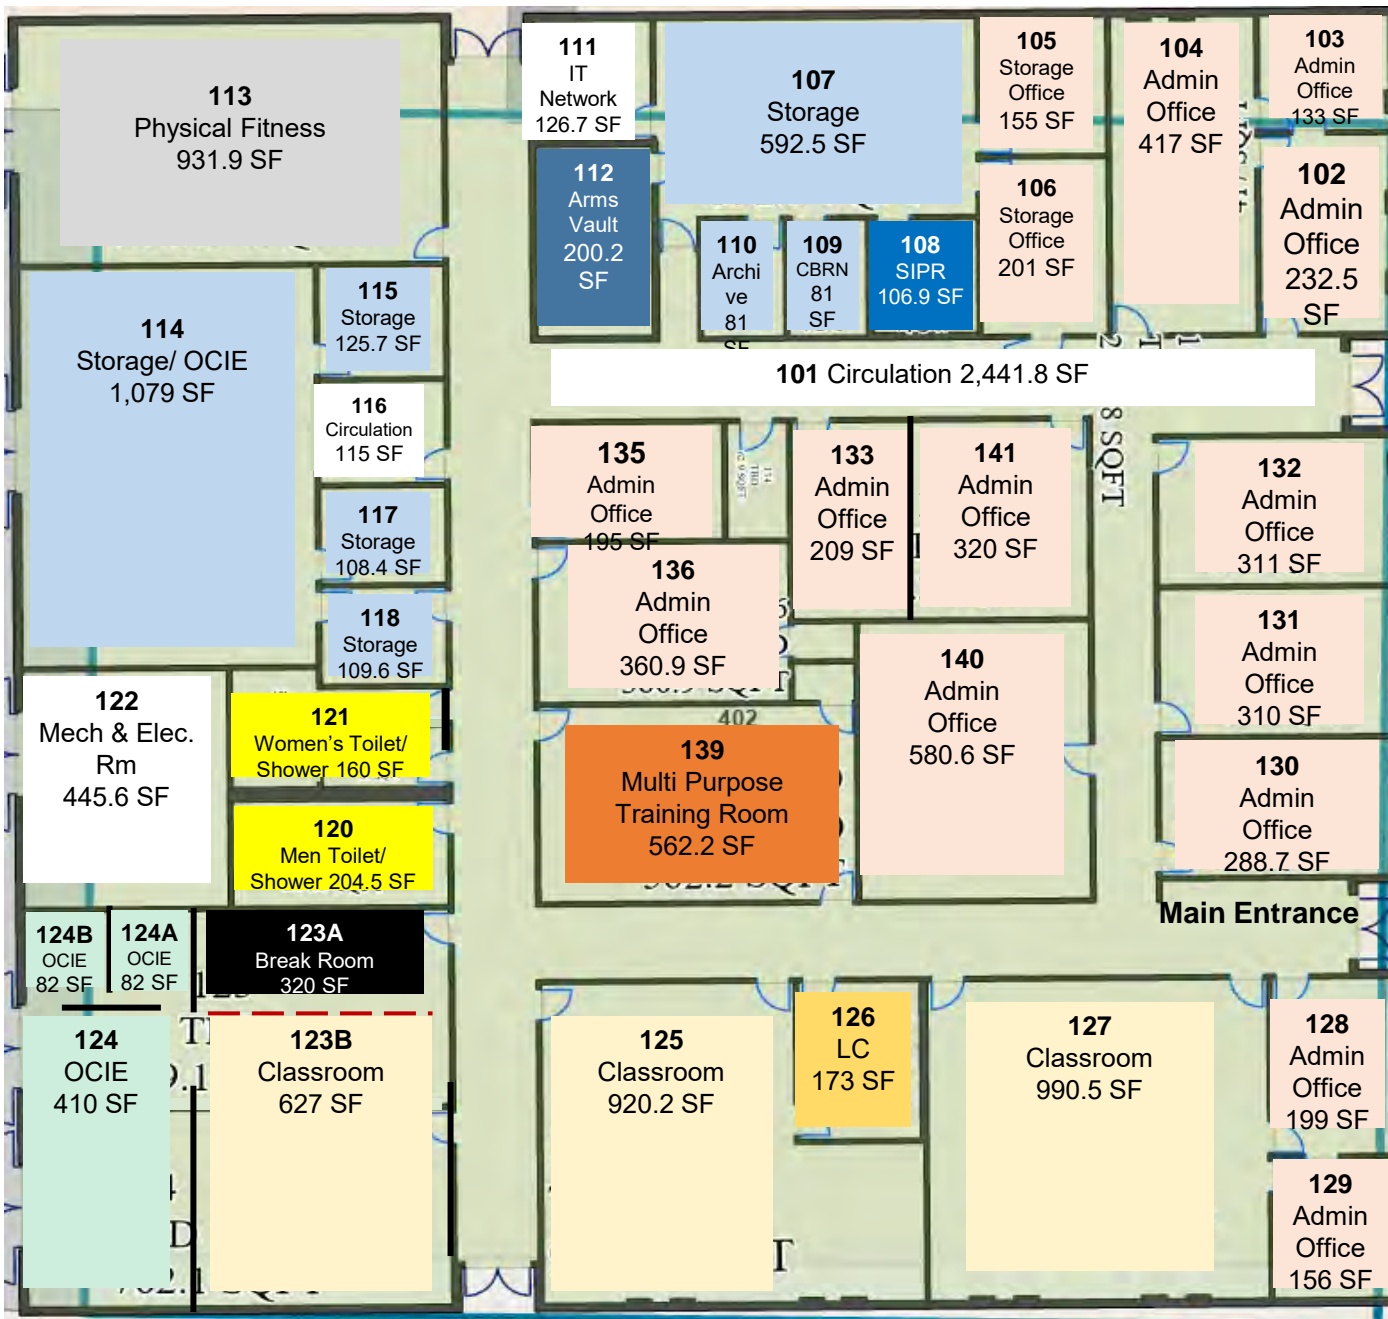 113
Physical Fitness
931.9 SF
111
IT
Network
126.7 SF
107
Storage
592.5 SF
105
Storage
Office
155 SF
104
Admin
Office
417 SF
103
Admin
Office
133 SF
112
Arms
Vault
200.2
SF
106
Storage
Office
201 SF
102
Admin
Office
232.5
SF
110
Archi
ve
81
SF
109
CBRN
81
SF
108
SIPR
106.9 SF
114
Storage/ OCIE
1,079 SF
115
Storage
125.7 SF
101 Circulation 2,441.8 SF
116
Circulation
115 SF
8 SQFT
135
Admin
Office
195 SF
114
TBD
133
Admin
Office
209 SF
141
Admin
Office
320 SF
132
Admin
Office
311 SF
117
Storage
108.4 SF
136
Admin
Office
360.9 SF
118
Storage
109.6 SF
131
Admin
Office
310 SF
140
Admin
Office
580.6 SF
122
Mech & Elec.
Rm
445.6 SF
121
Women's Toilet/
Shower 160 SF
402
139
Multi Purpose
Training Room
562.2 SF
130
Admin
Office
288.7 SF
120
Men Toilet/
Shower 204.5 SF
Main Entrance
124B
OCIE
82 SF
124A
OCIE
82 SF
123A
Break Room
320 SF
124
OCIE
410 SF
123B
Classroom
627 SF
125
Classroom
920.2 SF
126
LC
173 SF
127
Classroom
990.5 SF
128
Admin
Office
199 SF
129
Admin
Office
156 SF